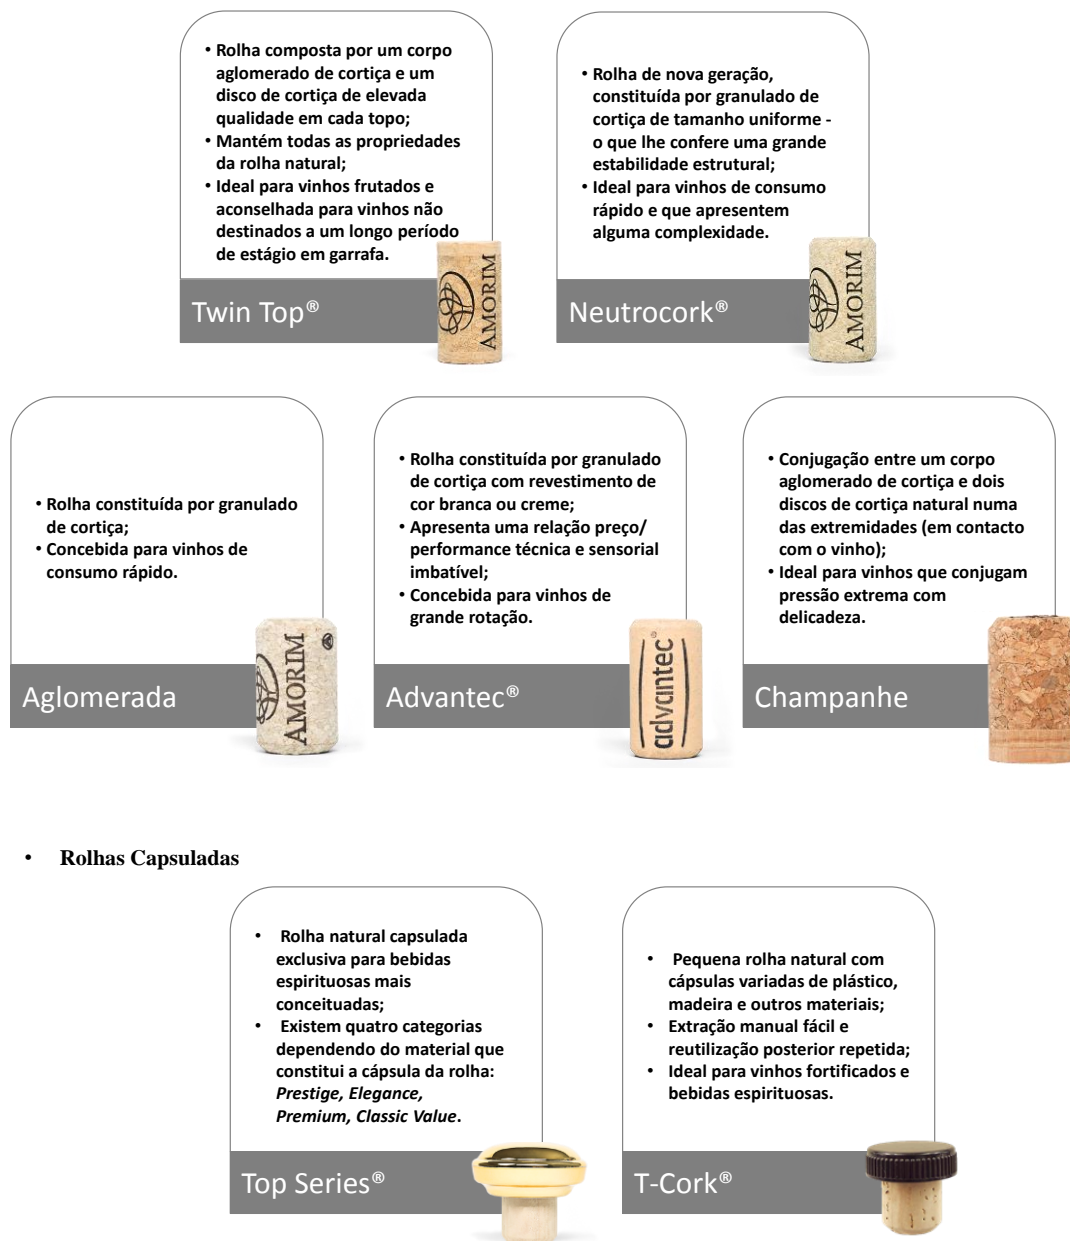 • Rolha composta por um corpo
aglomerado de cortiça e um
disco de cortiça de elevada
qualidade em cada topo;
• Mantém todas as propriedades
da rolha natural;
• Ideal para vinhos frutados e
aconselhada para vinhos não
destinados a um longo período
de estágio em garrafa.
Twin Top®
AMORIM
• Rolha de nova geração,
constituída por granulado de
cortiça de tamanho uniforme -
o que lhe confere uma grande
estabilidade estrutural;
• Ideal para vinhos de consumo
rápido e que apresentem
alguma complexidade.
Neutrocork®
AMORIM
• Rolha constituída por granulado
de cortiça;
• Concebida para vinhos de
consumo rápido.
Aglomerada
AMORIM
• Rolha constituída por granulado
de cortiça com revestimento de
cor branca ou creme;
• Apresenta uma relação preço/
performance técnica e sensorial
imbatível;
• Concebida para vinhos de
grande rotação.
Advantec®
advantec®
• Conjugação entre um corpo
aglomerado de cortiça e dois
discos de cortiça natural numa
das extremidades (em contacto
com o vinho);
• Ideal para vinhos que conjugam
pressão extrema com
delicadeza.
Champanhe
• Rolhas Capsuladas
• Rolha natural capsulada
exclusiva para bebidas
espirituosas mais
conceituadas;
• Existem quatro categorias
dependendo do material que
constitui a cápsula da rolha:
Prestige, Elegance,
Premium, Classic Value.
Top Series®
• Pequena rolha natural com
cápsulas variadas de plástico,
madeira e outros materiais;
• Extração manual fácil e
reutilização posterior repetida;
• Ideal para vinhos fortificados e
bebidas espirituosas.
T-Cork®